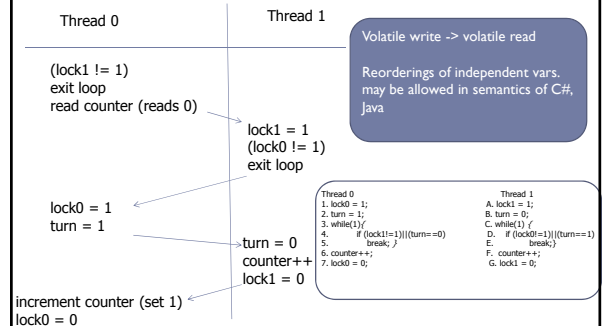 Thread 0
Thread 1
Volatile write -> volatile read
Reorderings of independent vars.
may be allowed in semantics of C#,
Java
(lock1 != 1)
exit loop
read counter (reads 0)
lock1 = 1
(lock0 != 1)
exit loop
lock0 = 1
turn = 1
turn = 0
counter++
lock1 = 0
increment counter (set 1)
lock0 = 0
Thread 0
1. lock0 = 1;
2. turn = 1;
3. while(1){
4. if (lock1!=1)||(turn==0)
5. break; }
6. counter++;
7. lock0 = 0;
Thread 1
A. lock1 = 1;
B. turn = 0;
C. while(1) {
D. if (lock0!=1)||(turn==1)
E. break;}
F. counter++;
G. lock1 = 0;